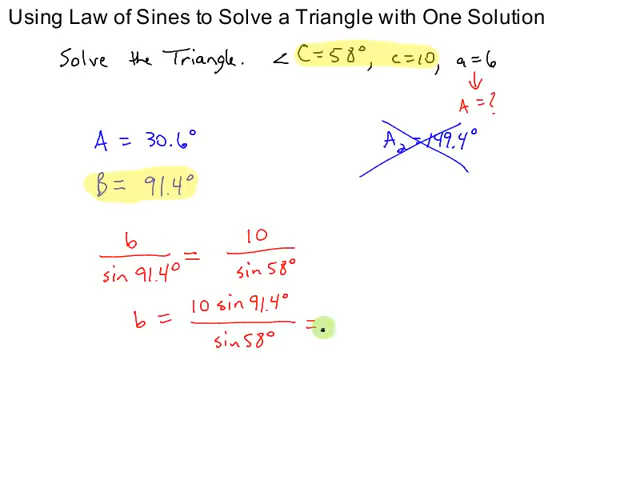 Using Law of Sines to Solve a Triangle with One Solution
Solve the Triangle. ∠ C=58°, c=10, a=6
A = ?
A = 30.6° A₂ = 149.4°
B = 91.4°
b / sin 91.4° = 10 / sin 58°
b = 10 sin 91.4° / sin 58° = .